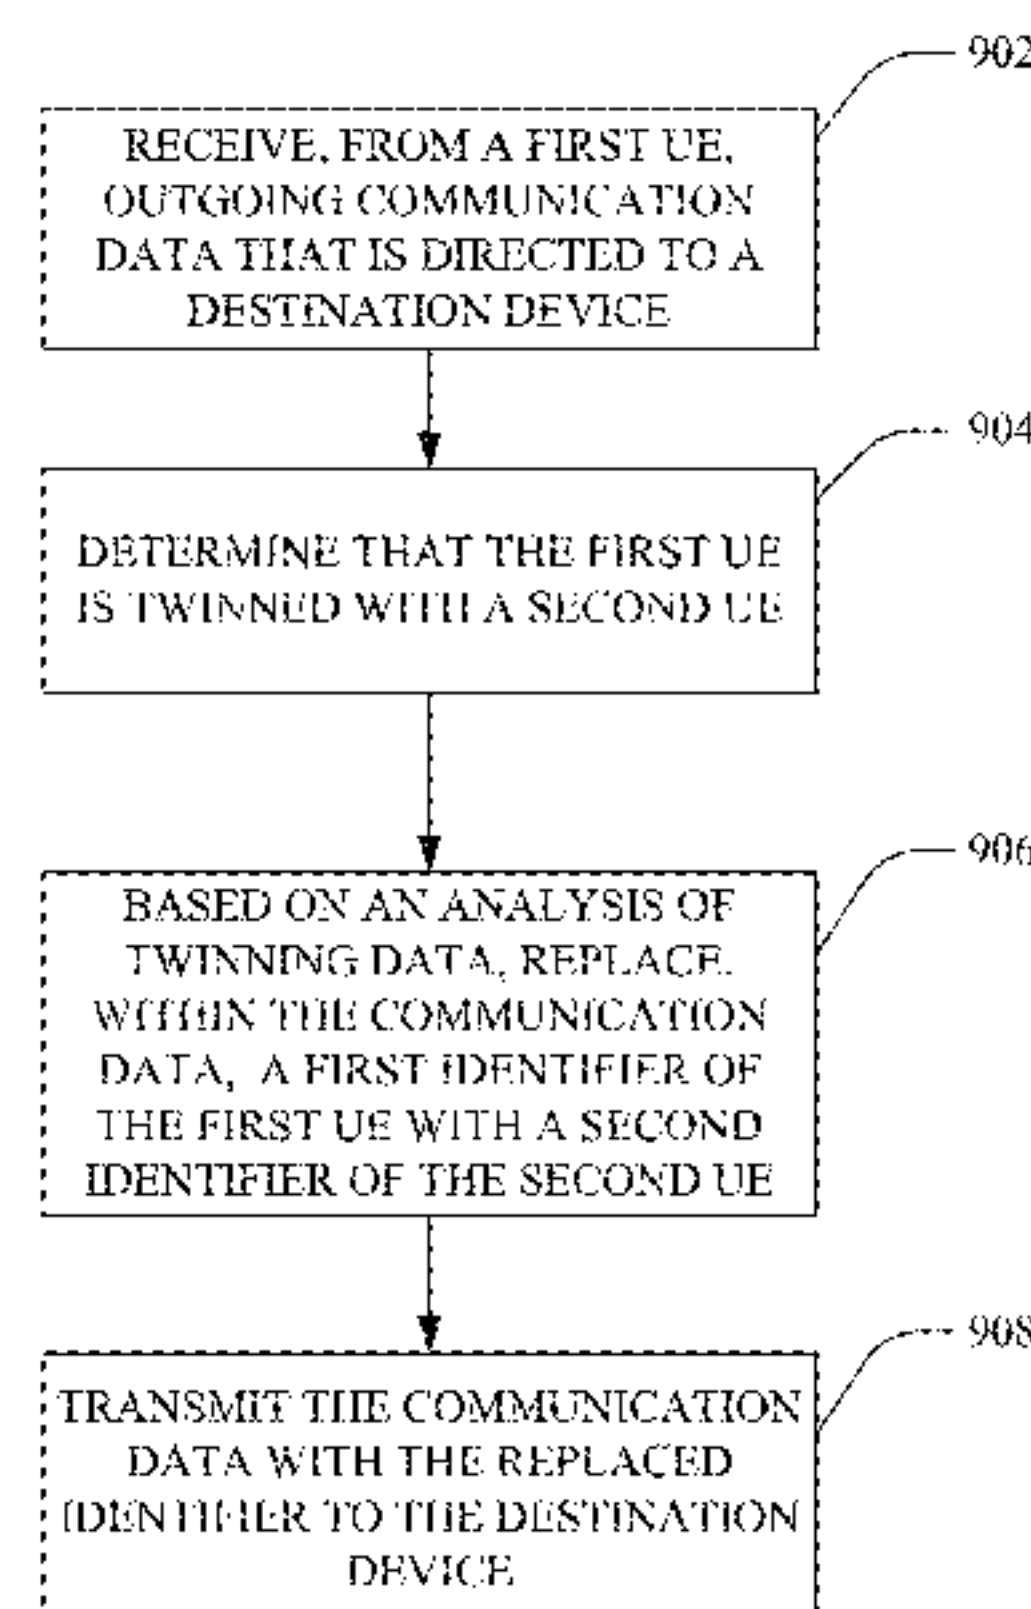 902
RECEIVE, FROM A FIRST UE,
OUTGOING COMMUNICATION
DATA THAT IS DIRECTED TO A
DESTINATION DEVICE
904
DETERMINE THAT THE FIRST UE
IS TWINNED WITH A SECOND UE
906
BASED ON AN ANALYSIS OF
TWINNING DATA, REPLACE,
WITHIN THE COMMUNICATION
DATA, A FIRST IDENTIFIER OF
THE FIRST UE WITH A SECOND
IDENTIFIER OF THE SECOND UE
908
TRANSMIT THE COMMUNICATION
DATA WITH THE REPLACED
IDENTIFIER TO THE DESTINATION
DEVICE